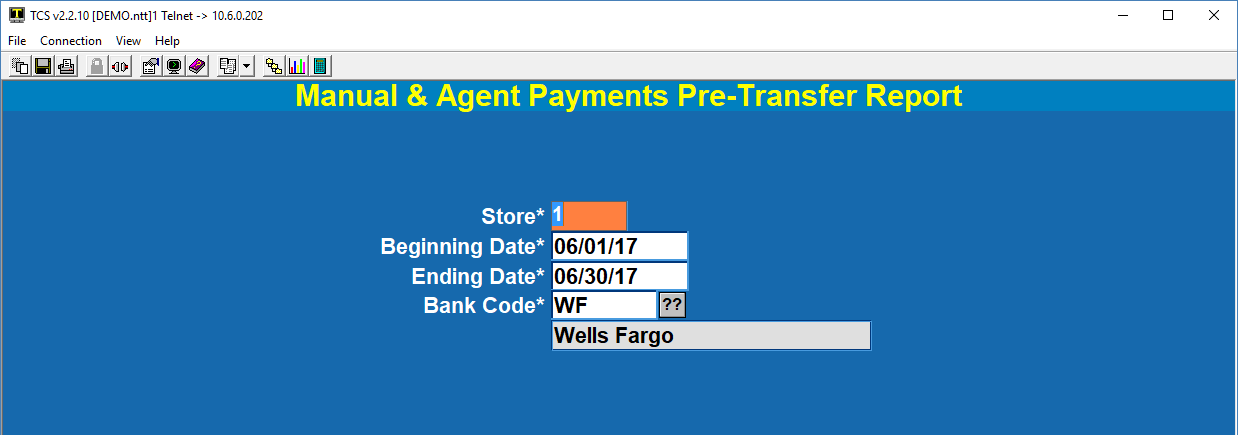 TCS v2.2.10 [DEMO.ntt]1 Telnet -> 10.6.0.202
File Connection View Help
Manual & Agent Payments Pre-Transfer Report
Store* 1
Beginning Date* 06/01/17
Ending Date* 06/30/17
Bank Code* WF ??
Wells Fargo